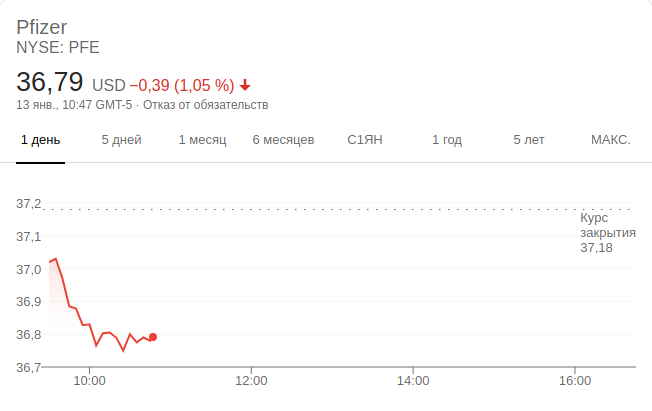 Pfizer
NYSE: PFE
36,79 USD −0,39 (1,05 %)
13 янв., 10:47 GMT-5 · Отказ от обязательств
1 день 5 дней 1 месяц 6 месяцев С1ЯН 1 год 5 лет МАКС.
37,2
37,1
37,0
36,9
36,8
36,7
Курс
закрытия
37,18
10:00 12:00 14:00 16:00